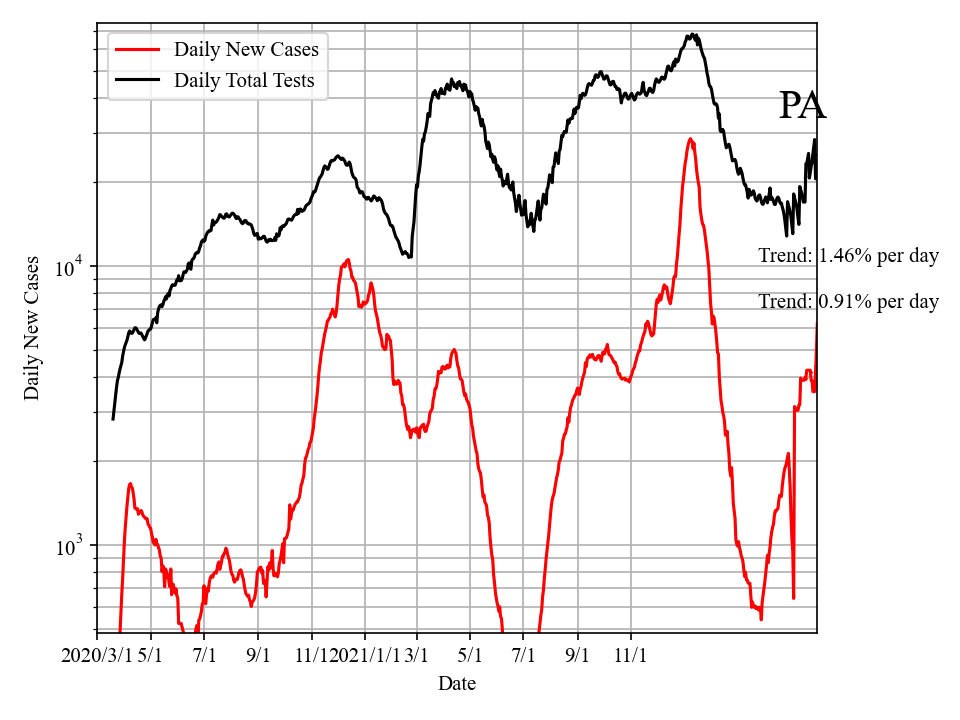 Daily New Cases
Daily Total Tests
PA
Trend: 1.46% per day
Trend: 0.91% per day
Daily New Cases
10^4
10^3
2020/3/1 5/1 7/1 9/1 11/1 2021/1/1 3/1 5/1 7/1 9/1 11/1
Date